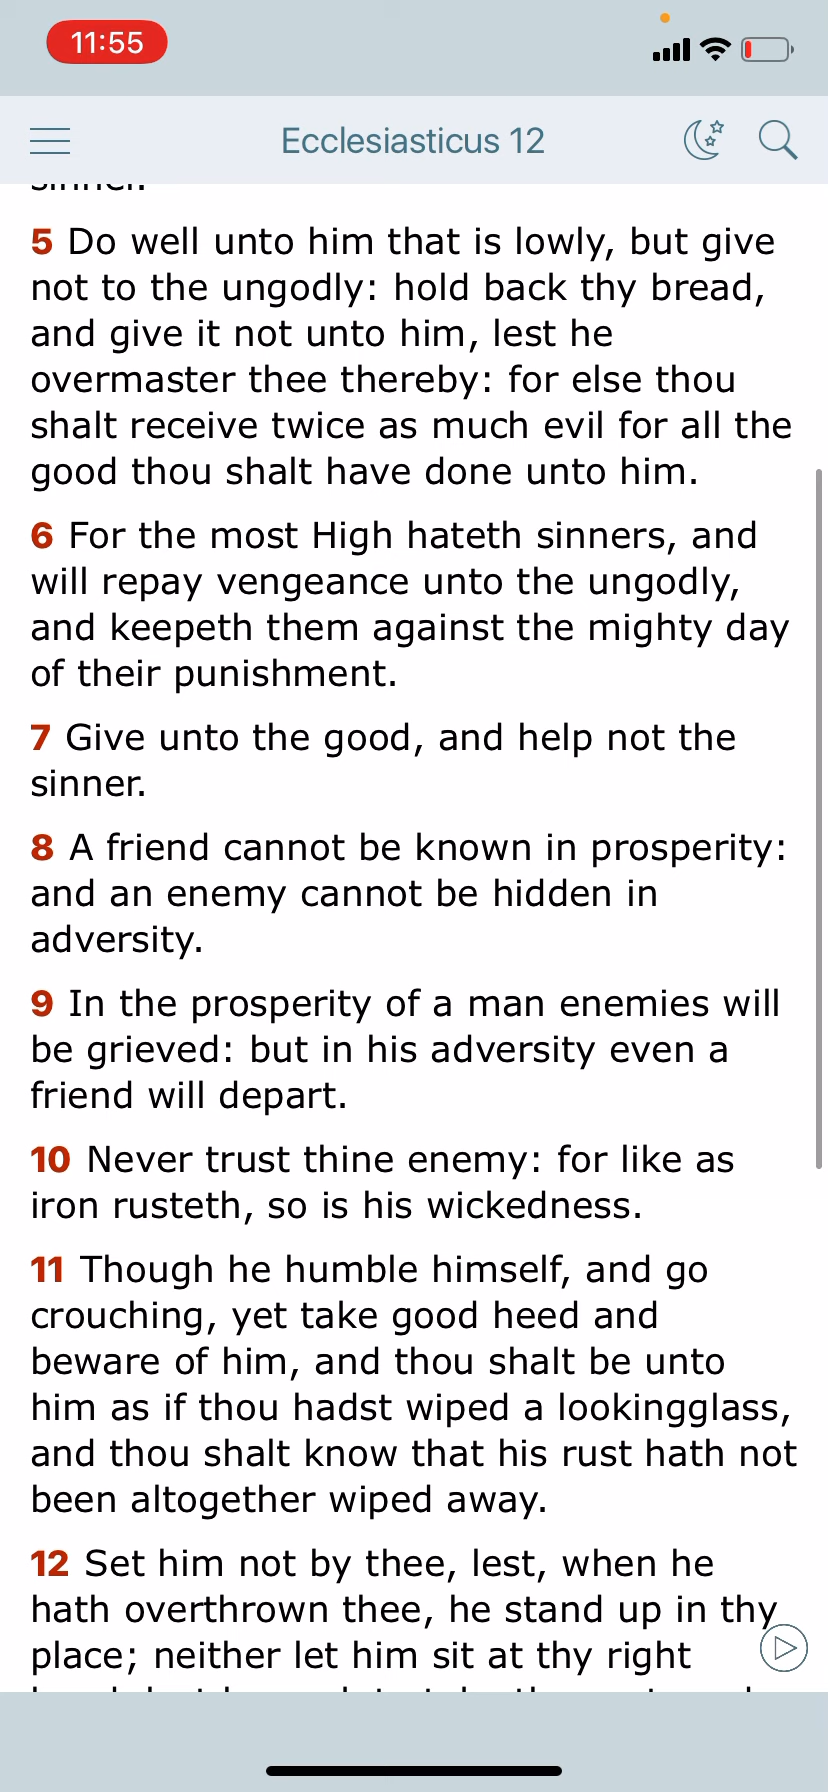 11:55
Ecclesiasticus 12
sinner.
5 Do well unto him that is lowly, but give
not to the ungodly: hold back thy bread,
and give it not unto him, lest he
overmaster thee thereby: for else thou
shalt receive twice as much evil for all the
good thou shalt have done unto him.
6 For the most High hateth sinners, and
will repay vengeance unto the ungodly,
and keepeth them against the mighty day
of their punishment.
7 Give unto the good, and help not the
sinner.
8 A friend cannot be known in prosperity:
and an enemy cannot be hidden in
adversity.
9 In the prosperity of a man enemies will
be grieved: but in his adversity even a
friend will depart.
10 Never trust thine enemy: for like as
iron rusteth, so is his wickedness.
11 Though he humble himself, and go
crouching, yet take good heed and
beware of him, and thou shalt be unto
him as if thou hadst wiped a lookingglass,
and thou shalt know that his rust hath not
been altogether wiped away.
12 Set him not by thee, lest, when he
hath overthrown thee, he stand up in thy
place; neither let him sit at thy right